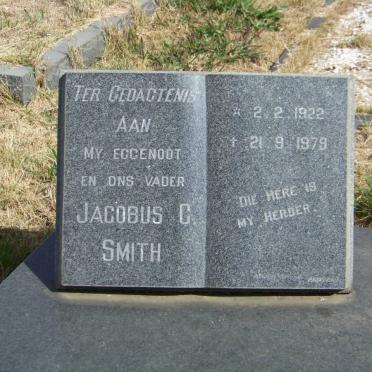 TER GEDAGTENIS
AAN
MY EGGENOOT
EN ONS VADER
JACOBUS G.
SMITH
* 2.2.1922
† 21.9.1979
DIE HERE IS
MY HERDER.